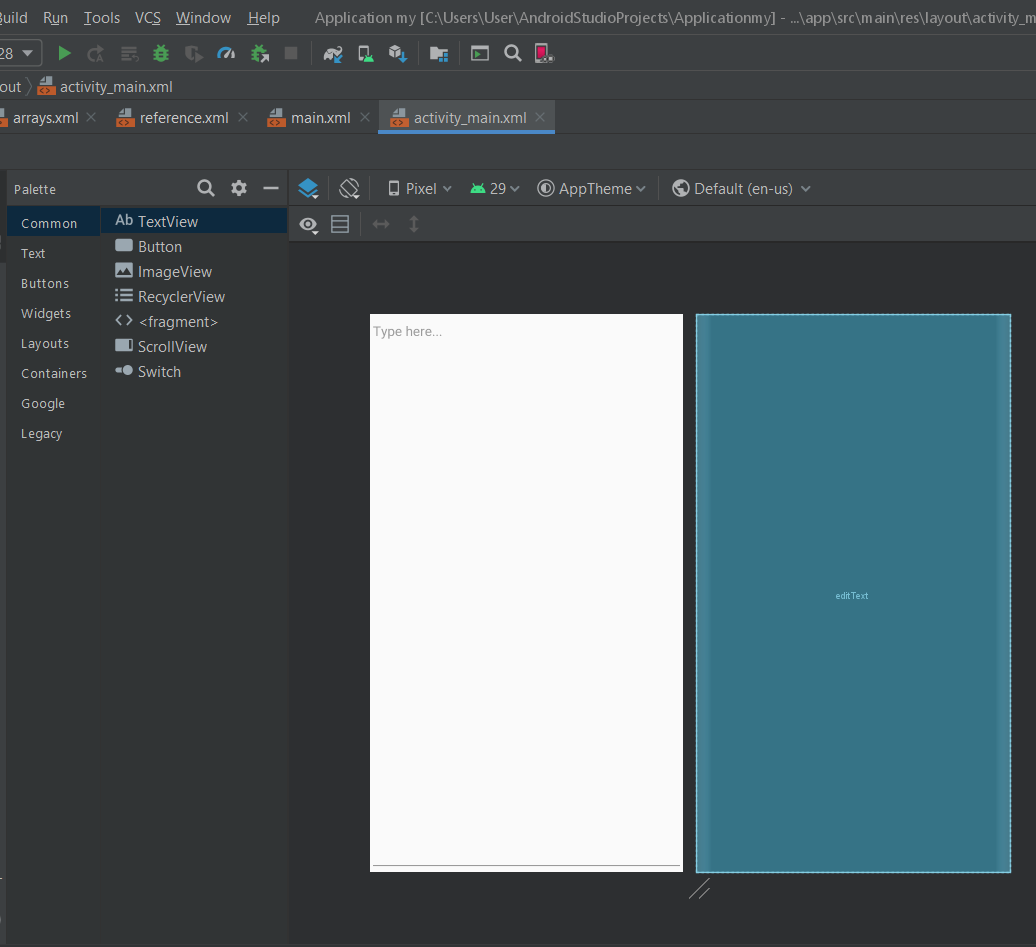 Build Run Tools VCS Window Help Application my [C:\Users\User\AndroidStudioProjects\Applicationmy] - ...\app\src\main\res\layout\activity_m
28
out activity_main.xml
arrays.xml reference.xml main.xml activity_main.xml
Palette Pixel 29 AppTheme Default (en-us)
Common
Text
Buttons
Widgets
Layouts
Containers
Google
Legacy
Ab TextView
Button
ImageView
RecyclerView
<fragment>
ScrollView
Switch
Type here...
editText